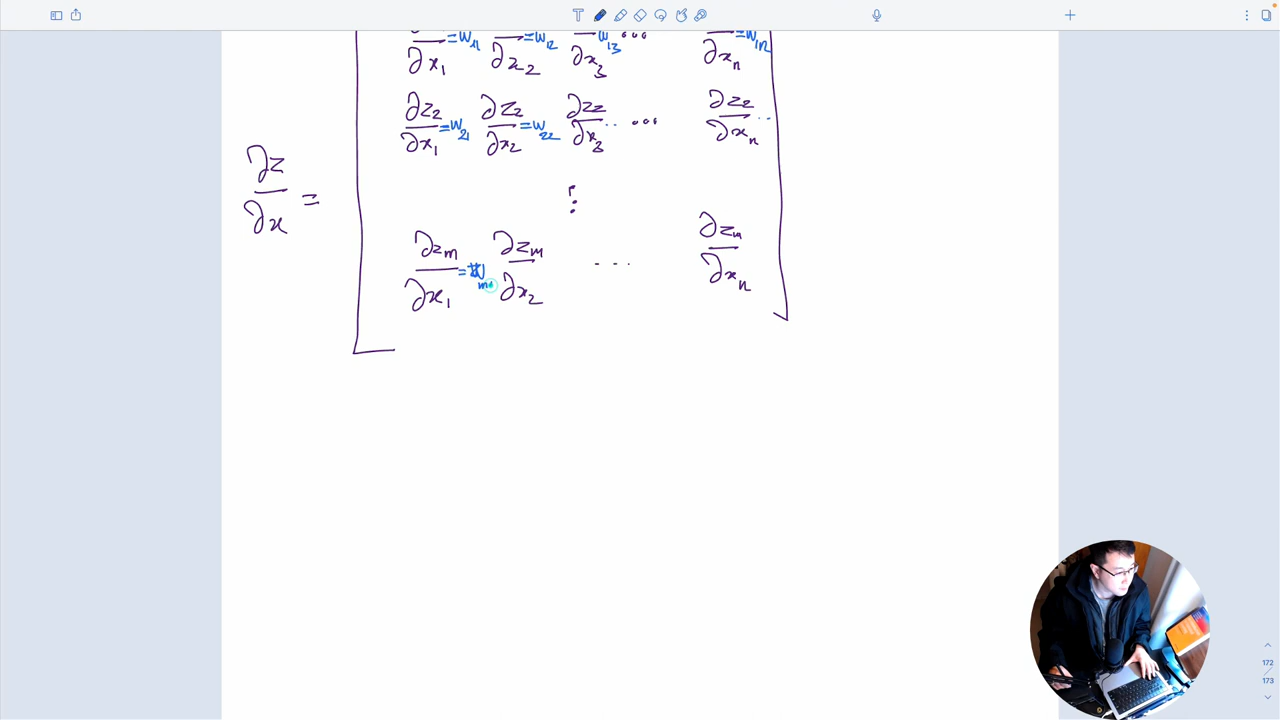 =w₁₁ =w₁₂ w₁₃ ... =w₁ₙ
∂x₁ ∂x₂ ∂x₃ ∂xₙ
∂z₂/∂x₁ =w₂₁ ∂z₂/∂x₂ =w₂₂ ∂z₂/∂x₃ .. ... ∂z₂/∂xₙ ..
∂z/∂x =
⋮
∂zₘ/∂x₁ =w ∂zₘ/∂x₂ ... ∂zₘ/∂xₙ
172
/
173